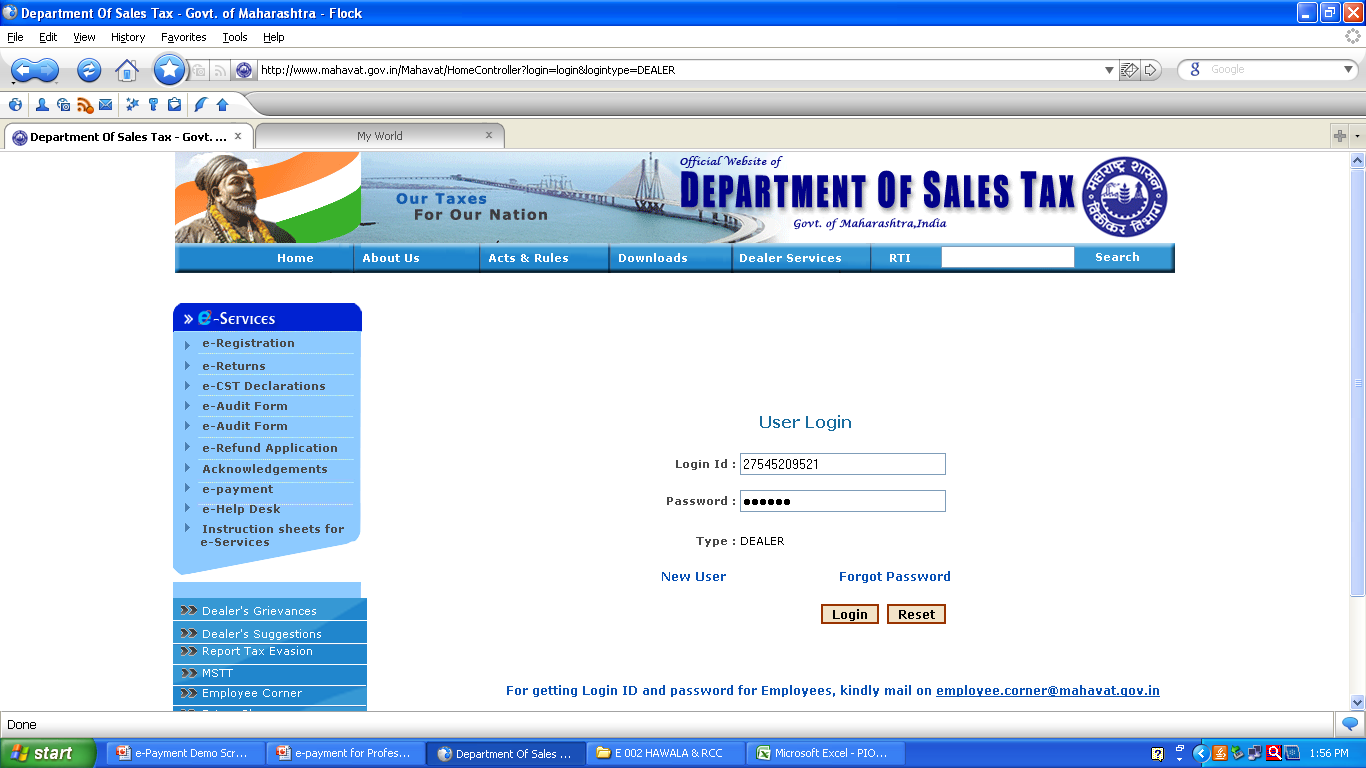 Department Of Sales Tax - Govt. of Maharashtra - Flock
File Edit View History Favorites Tools Help
http://www.mahavat.gov.in/Mahavat/HomeController?login=login&logintype=DEALER
Google
Department Of Sales Tax - Govt. ...
My World
Official Website of
Our Taxes
For Our Nation
DEPARTMENT OF SALES TAX
Govt. of Maharashtra,India
महाराष्ट्र शासन
विक्रीकर विभाग
Home About Us Acts & Rules Downloads Dealer Services RTI Search
e-Services
e-Registration
e-Returns
e-CST Declarations
e-Audit Form
e-Audit Form
e-Refund Application
Acknowledgements
e-payment
e-Help Desk
Instruction sheets for
e-Services
User Login
Login Id : 27545209521
Password : ●●●●●●
Type : DEALER
New User Forgot Password
Login Reset
Dealer's Grievances
Dealer's Suggestions
Report Tax Evasion
MSTT
Employee Corner
For getting Login ID and password for Employees, kindly mail on employee.corner@mahavat.gov.in
Done
start
e-Payment Demo Scr...
e-payment for Profes...
Department Of Sales ...
E 002 HAWALA & RCC
Microsoft Excel - PIO...
1:56 PM